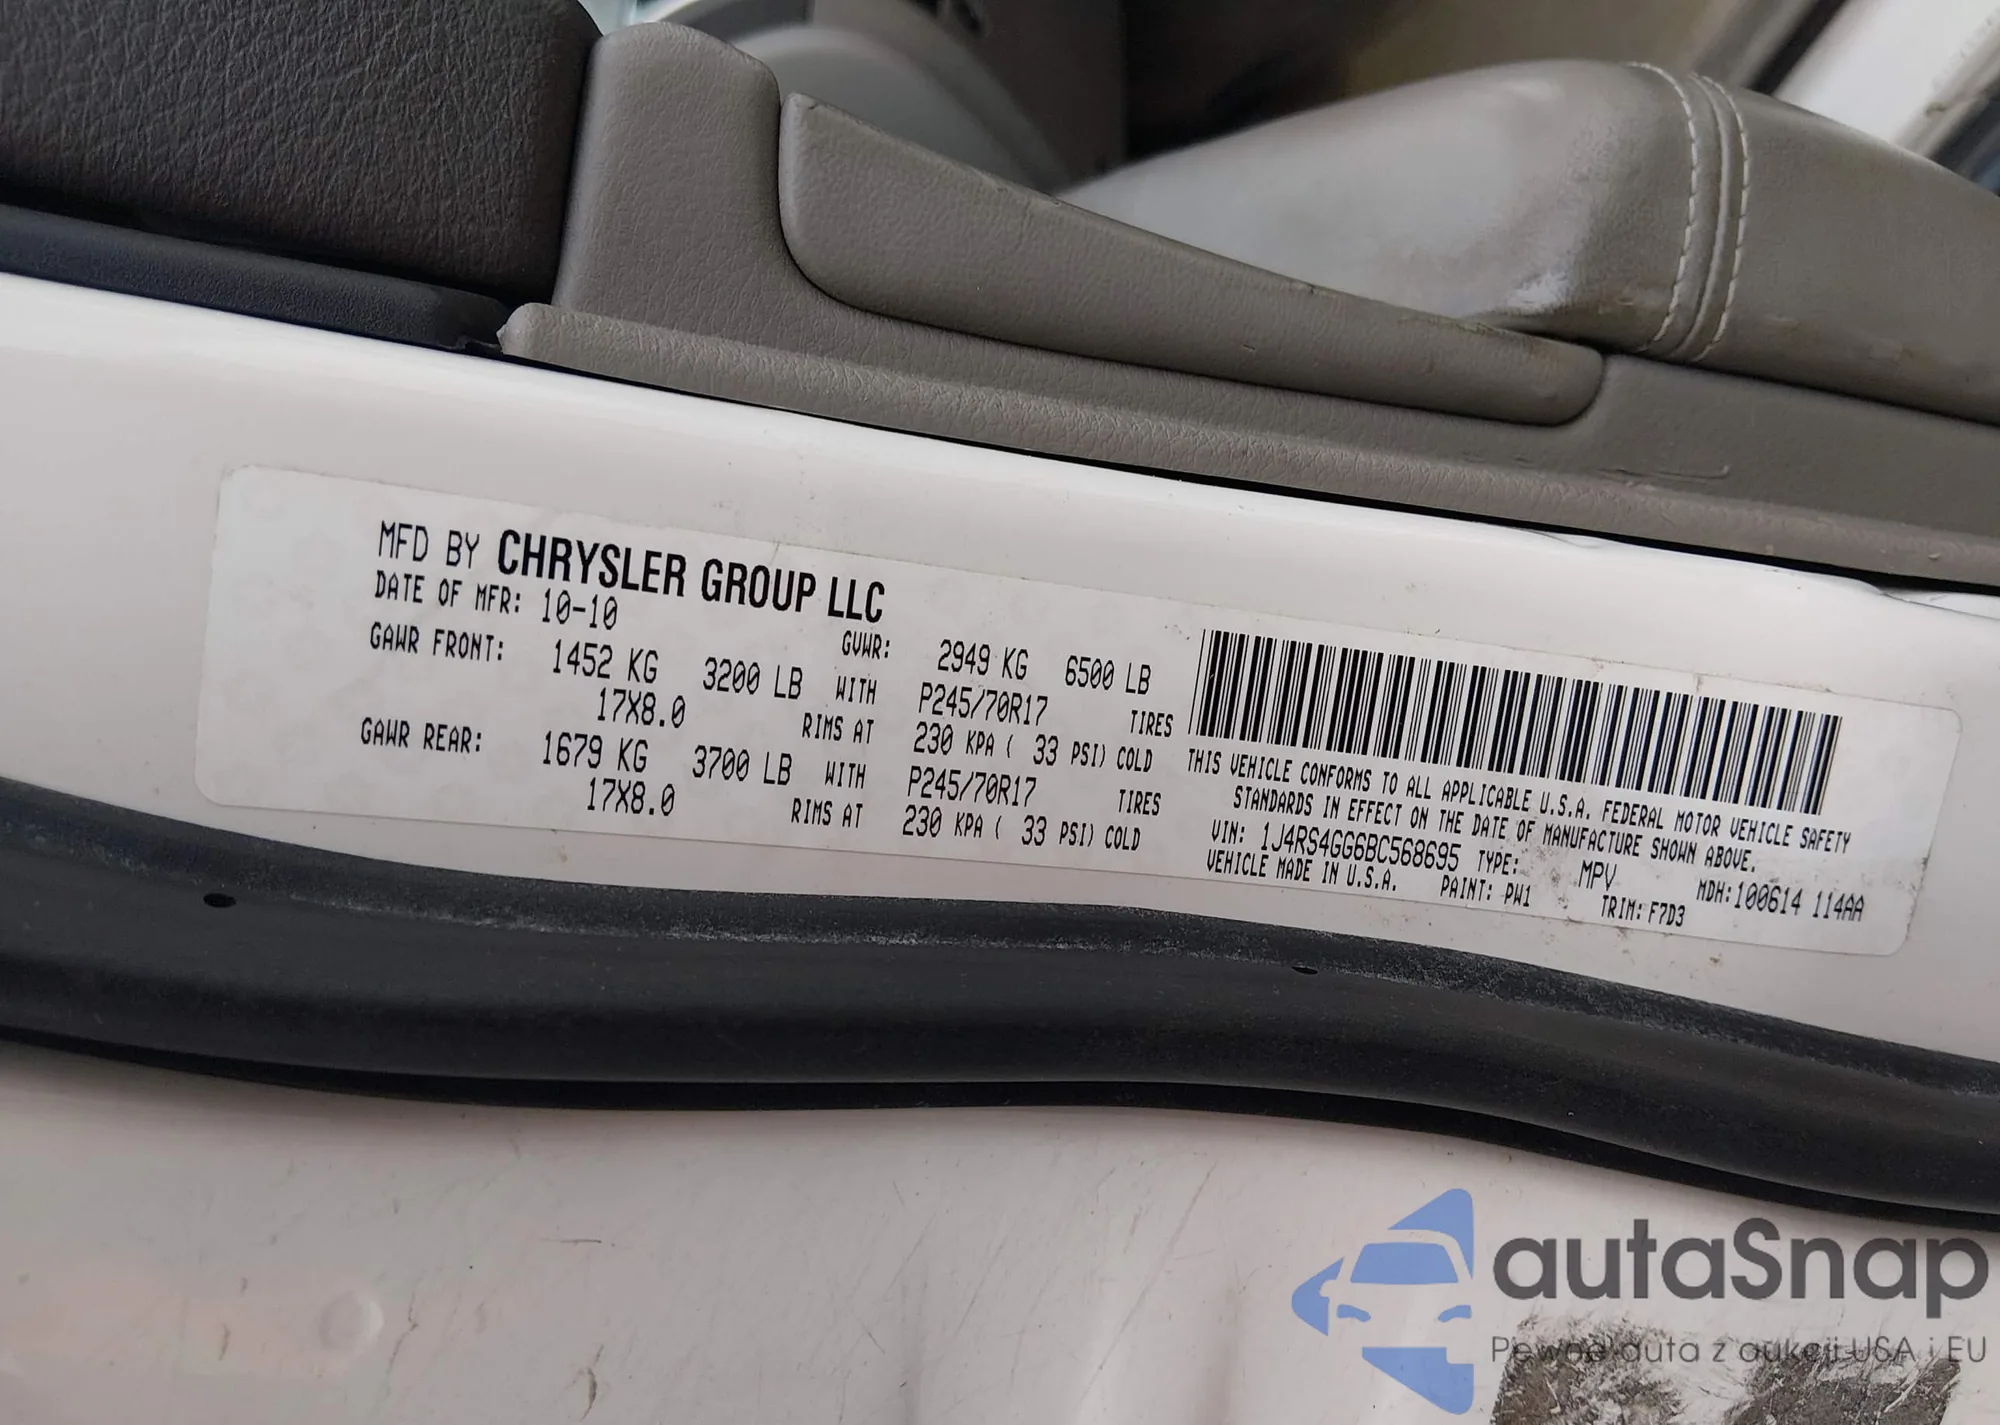 MFD BY CHRYSLER GROUP LLC
DATE OF MFR: 10-10 GVWR: 2949 KG 6500 LB
GAWR FRONT: 1452 KG 3200 LB WITH P245/70R17 TIRES
17X8.0 RIMS AT 230 KPA ( 33 PSI) COLD
GAWR REAR: 1679 KG 3700 LB WITH P245/70R17 TIRES
17X8.0 RIMS AT 230 KPA ( 33 PSI) COLD
THIS VEHICLE CONFORMS TO ALL APPLICABLE U.S.A. FEDERAL MOTOR VEHICLE SAFETY
STANDARDS IN EFFECT ON THE DATE OF MANUFACTURE SHOWN ABOVE.
VIN: 1J4RS4GG6BC568695 TYPE: MPV MDH:100614 114AA
VEHICLE MADE IN U.S.A. PAINT: PW1 TRIM: F7D3
autaSnap
Pewne auta z aukcji USA i EU